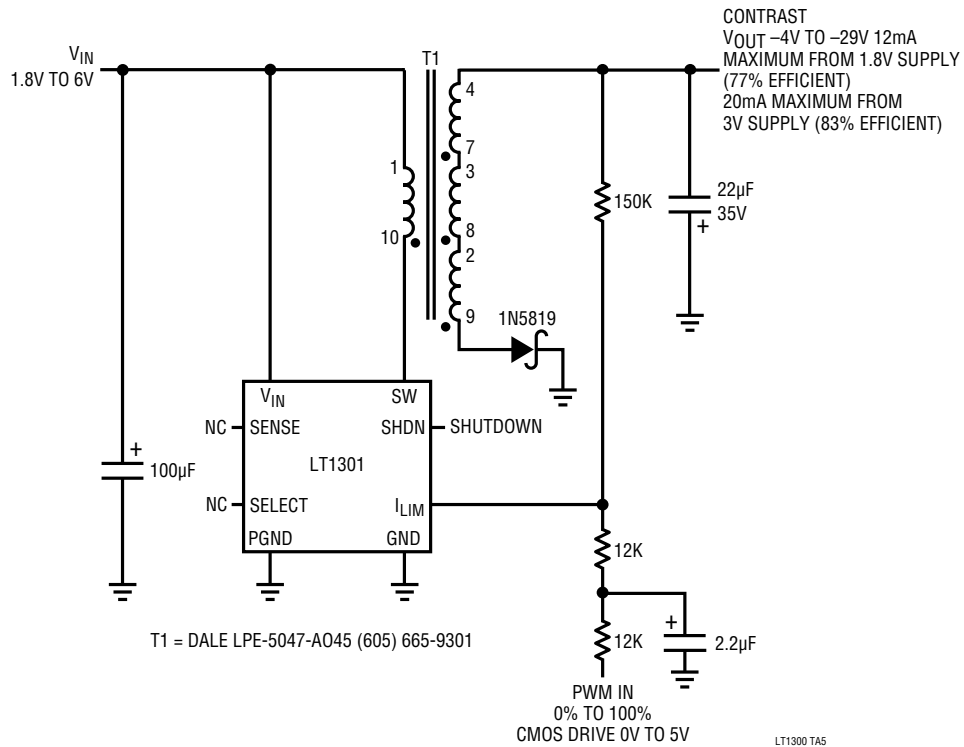 CONTRAST
VOUT –4V TO –29V 12mA
MAXIMUM FROM 1.8V SUPPLY
(77% EFFICIENT)
20mA MAXIMUM FROM
3V SUPPLY (83% EFFICIENT)
VIN
1.8V TO 6V
T1
4
7
1
3
10
8
2
9
150K
22µF
35V
+
1N5819
VIN
SW
NC
SENSE
SHDN
SHUTDOWN
LT1301
+
100µF
NC
SELECT
ILIM
PGND
GND
12K
+
12K
2.2µF
T1 = DALE LPE-5047-AO45 (605) 665-9301
PWM IN
0% TO 100%
CMOS DRIVE 0V TO 5V
LT1300 TA5